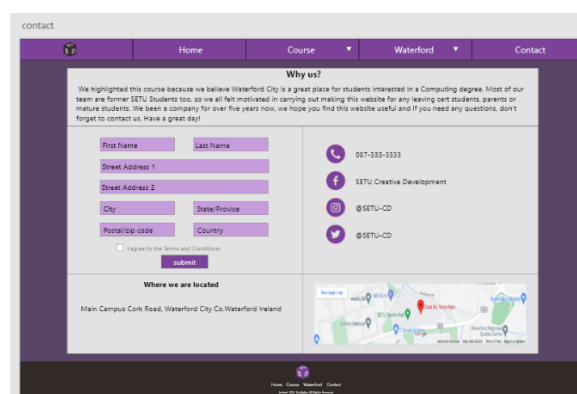 contact
Home Course Waterford Contact
Why us?
We highlighted this course because we believe Waterford City is a great place for students interested in a Computing degree. Most of our
team are former SETU Students too, so we all felt motivated in carrying out making this website for any leaving cert students, parents or
mature students. We been a company for over five years now, we hope you find this website useful and If you need any questions, don't
forget to contact us. Have a great day!
First Name Last Name
Street Address 1
Street Address 2
City State/Provice
Postal/zip code Country
I agree to the Terms and Conditions
submit
087-333-3333
SETU Creative Development
@SETU-CD
@SETU-CD
Where we are located
Main Campus Cork Road, Waterford City Co.Waterford Ireland
Cork Rd, Waterford
Home Course Waterford Contact